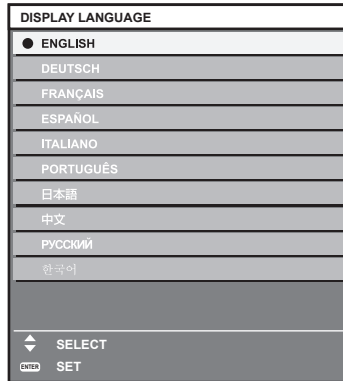 DISPLAY LANGUAGE
ENGLISH
DEUTSCH
FRANÇAIS
ESPAÑOL
ITALIANO
PORTUGUÊS
日本語
中文
РУССКИЙ
한국어
SELECT
ENTER SET